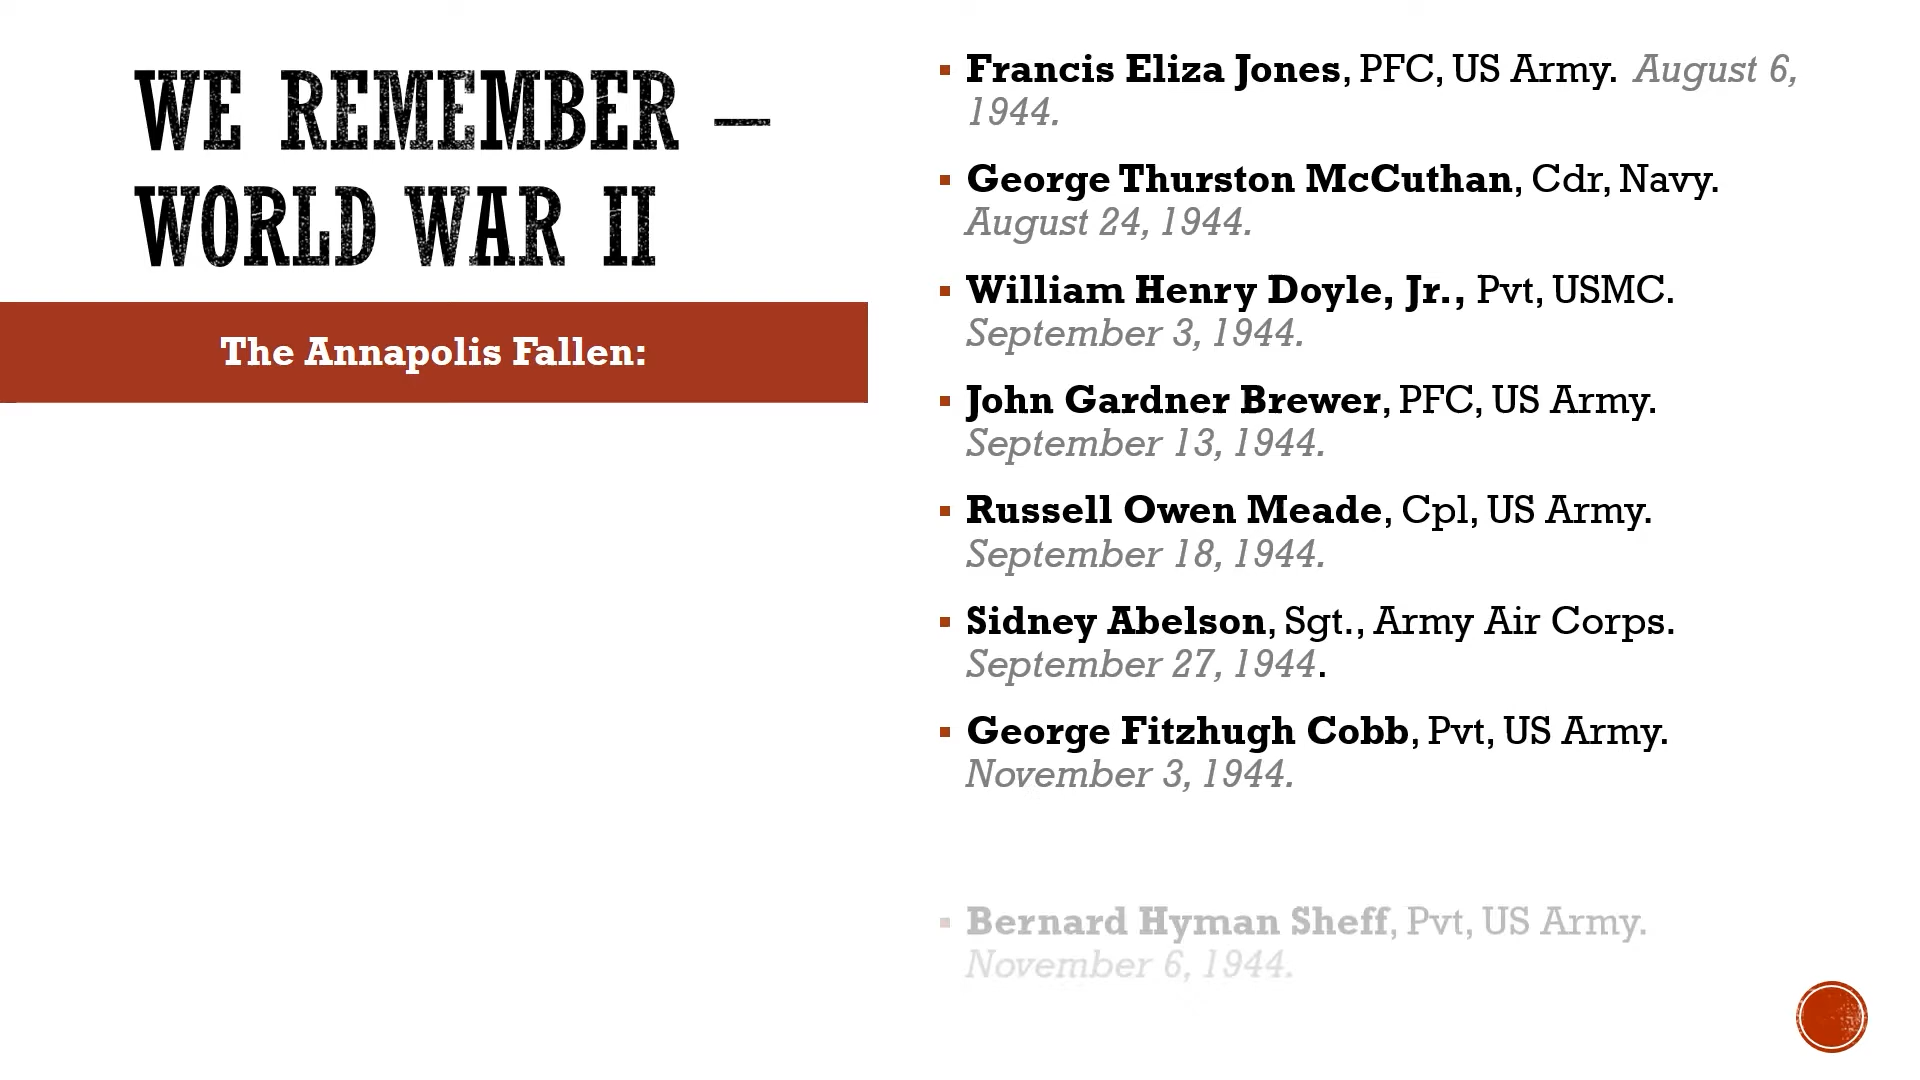 WE REMEMBER –
WORLD WAR II
The Annapolis Fallen:
▪ Francis Eliza Jones, PFC, US Army. August 6,
1944.
▪ George Thurston McCuthan, Cdr, Navy.
August 24, 1944.
▪ William Henry Doyle, Jr., Pvt, USMC.
September 3, 1944.
▪ John Gardner Brewer, PFC, US Army.
September 13, 1944.
▪ Russell Owen Meade, Cpl, US Army.
September 18, 1944.
▪ Sidney Abelson, Sgt., Army Air Corps.
September 27, 1944.
▪ George Fitzhugh Cobb, Pvt, US Army.
November 3, 1944.
▪ Bernard Hyman Sheff, Pvt, US Army.
November 6, 1944.